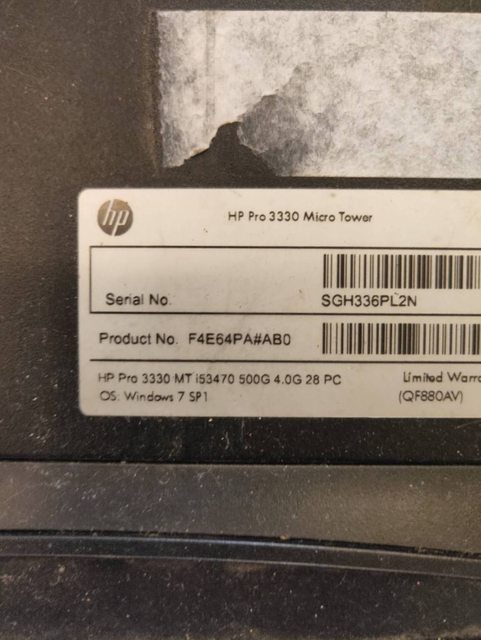 hp
HP Pro 3330 Micro Tower
Serial No.
SGH336PL2N
Product No. F4E64PA#AB0
HP Pro 3330 MT i53470 500G 4.0G 28 PC
Limited
OS: Windows 7 SP1
(QF880AV)